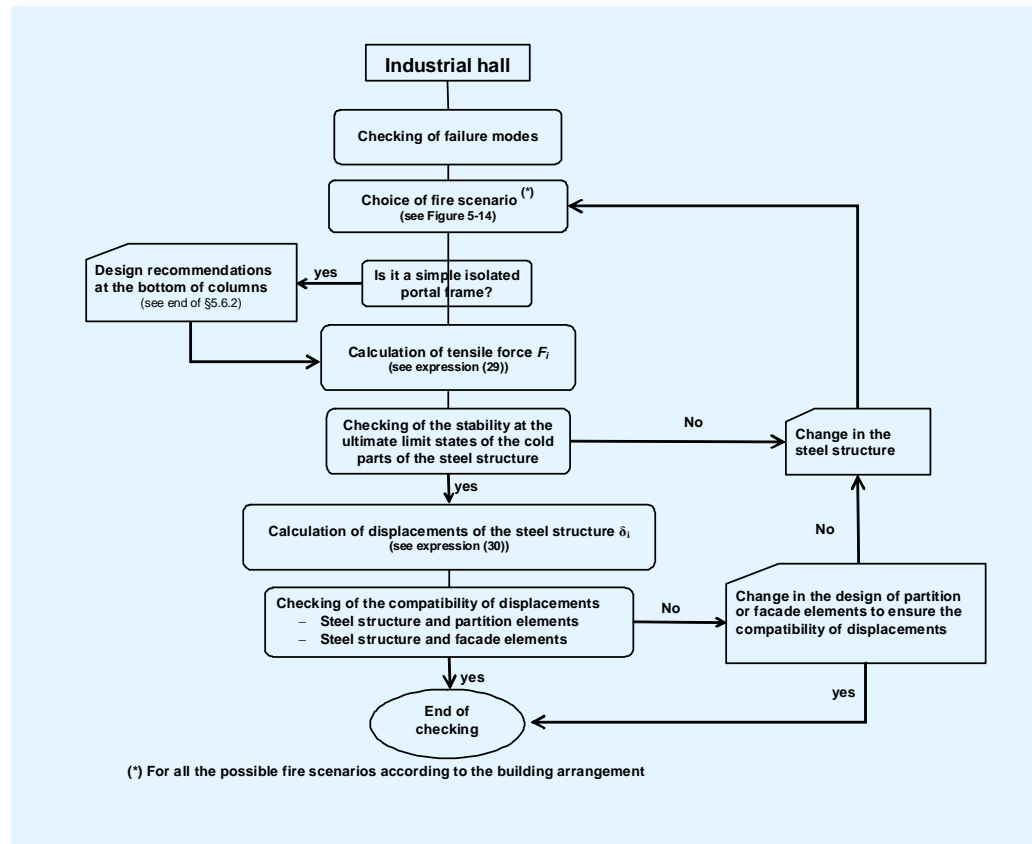 Industrial hall
Checking of failure modes
Choice of fire scenario (*)
(see Figure 5-14)
Design recommendations
at the bottom of columns
(see end of §5.6.2)
yes
Is it a simple isolated
portal frame?
Calculation of tensile force Fi
(see expression (29))
Checking of the stability at the
ultimate limit states of the cold
parts of the steel structure
No
Change in the
steel structure
yes
Calculation of displacements of the steel structure δi
(see expression (30))
No
Checking of the compatibility of displacements
– Steel structure and partition elements
– Steel structure and facade elements
No
Change in the design of partition
or facade elements to ensure the
compatibility of displacements
yes
yes
End of
checking
(*) For all the possible fire scenarios according to the building arrangement